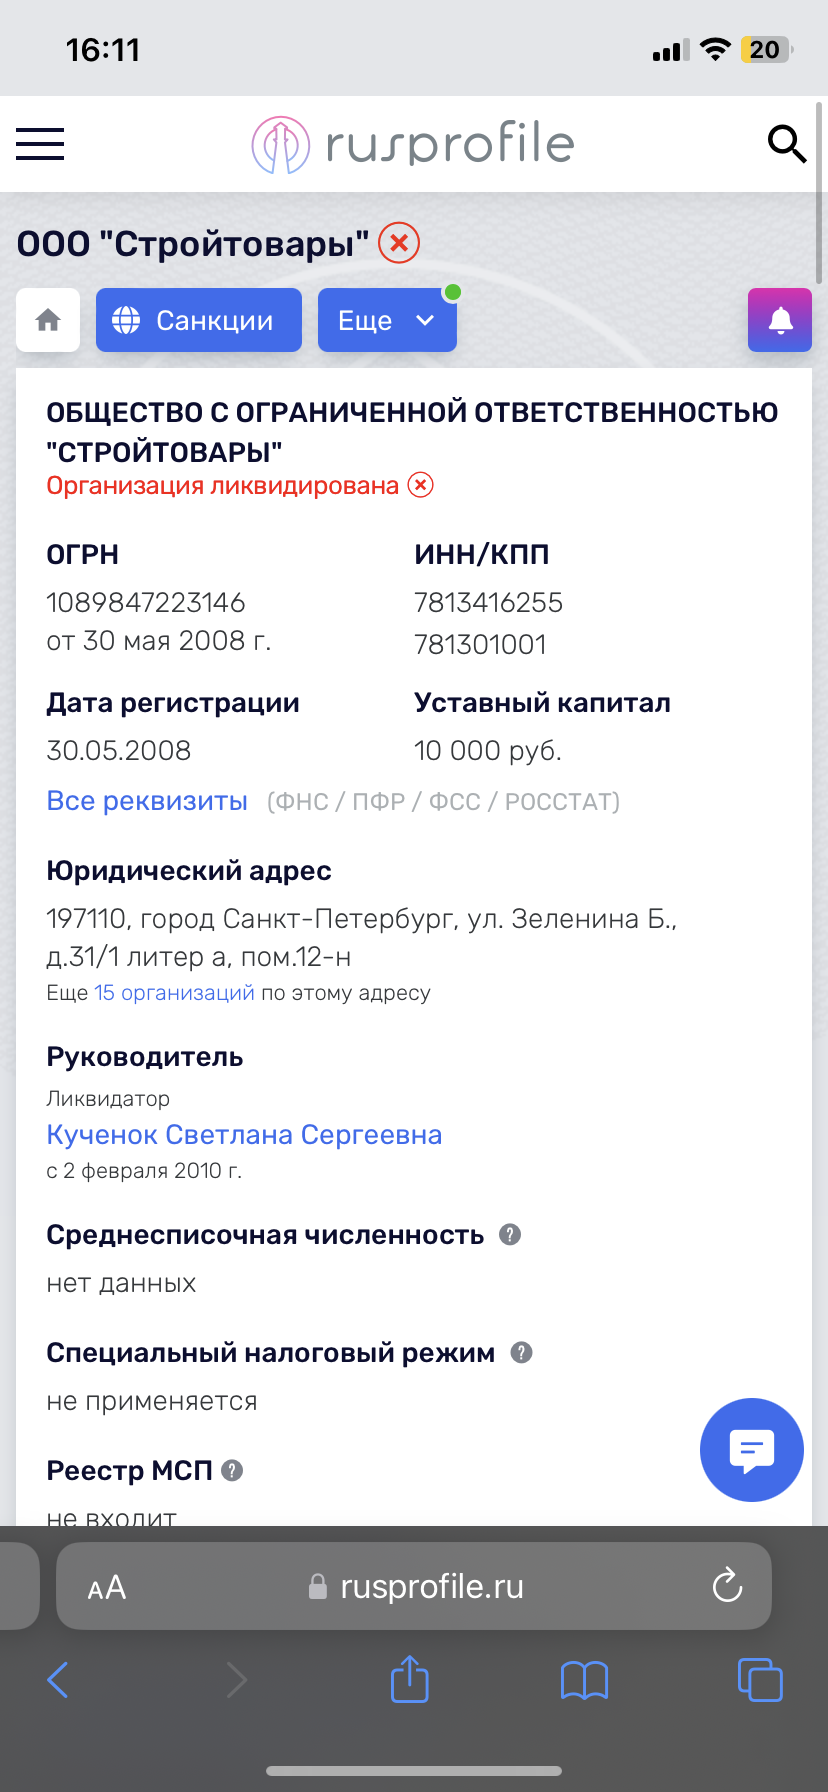 16:11
20
rusprofile
ООО "Стройтовары"
Санкции
Еще
ОБЩЕСТВО С ОГРАНИЧЕННОЙ ОТВЕТСТВЕННОСТЬЮ
"СТРОЙТОВАРЫ"
Организация ликвидирована
ОГРН
1089847223146
от 30 мая 2008 г.
ИНН/КПП
7813416255
781301001
Дата регистрации
30.05.2008
Уставный капитал
10 000 руб.
Все реквизиты (ФНС / ПФР / ФСС / РОССТАТ)
Юридический адрес
197110, город Санкт-Петербург, ул. Зеленина Б.,
д.31/1 литер а, пом.12-н
Еще 15 организаций по этому адресу
Руководитель
Ликвидатор
Кученок Светлана Сергеевна
с 2 февраля 2010 г.
Среднесписочная численность ?
нет данных
Специальный налоговый режим ?
не применяется
Реестр МСП ?
не входит
AA
rusprofile.ru